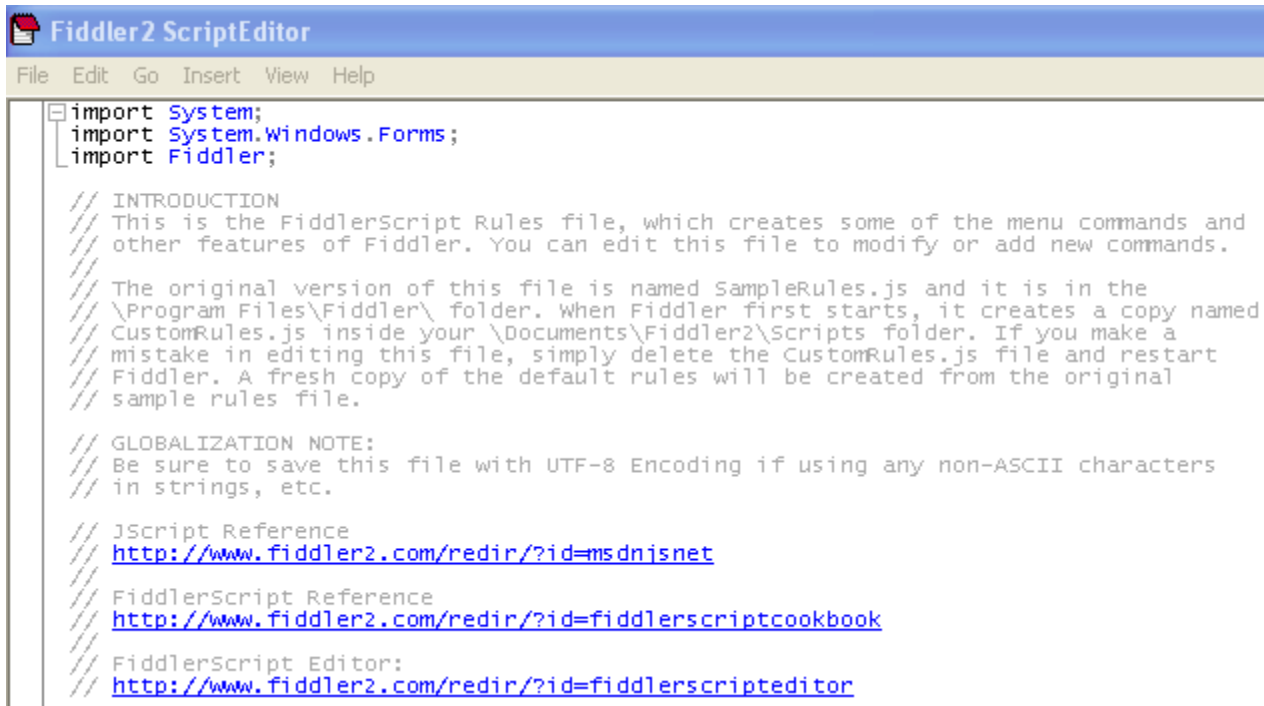 Fiddler2 ScriptEditor
File Edit Go Insert View Help
import System;
import System.Windows.Forms;
import Fiddler;
// INTRODUCTION
// This is the FiddlerScript Rules file, which creates some of the menu commands and
// other features of Fiddler. You can edit this file to modify or add new commands.
//
// The original version of this file is named SampleRules.js and it is in the
// \Program Files\Fiddler\ folder. When Fiddler first starts, it creates a copy named
// CustomRules.js inside your \Documents\Fiddler2\Scripts folder. If you make a
// mistake in editing this file, simply delete the CustomRules.js file and restart
// Fiddler. A fresh copy of the default rules will be created from the original
// sample rules file.
// GLOBALIZATION NOTE:
// Be sure to save this file with UTF-8 Encoding if using any non-ASCII characters
// in strings, etc.
// JScript Reference
// http://www.fiddler2.com/redir/?id=msdnjsnet
//
// FiddlerScript Reference
// http://www.fiddler2.com/redir/?id=fiddlerscriptcookbook
//
// FiddlerScript Editor:
// http://www.fiddler2.com/redir/?id=fiddlerscripteditor